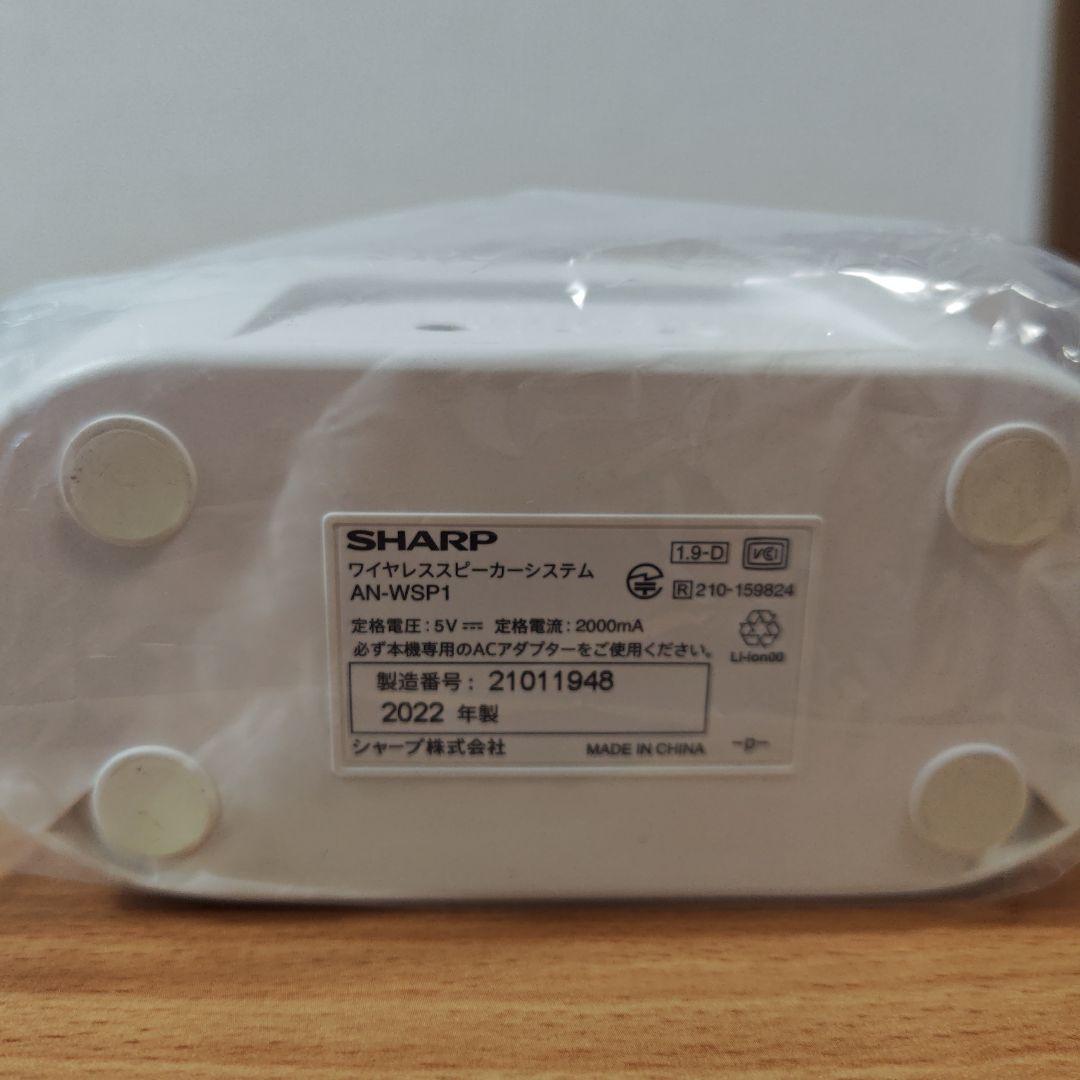 SHARP
ワイヤレススピーカーシステム
AN-WSP1
1.9-D
VCCI
R 210-159824
定格電圧：5V⎓ 定格電流：2000mA
必ず本機専用のACアダプターをご使用ください。
Li-ion00
製造番号：21011948
2022 年製
シャープ株式会社
MADE IN CHINA
-p-